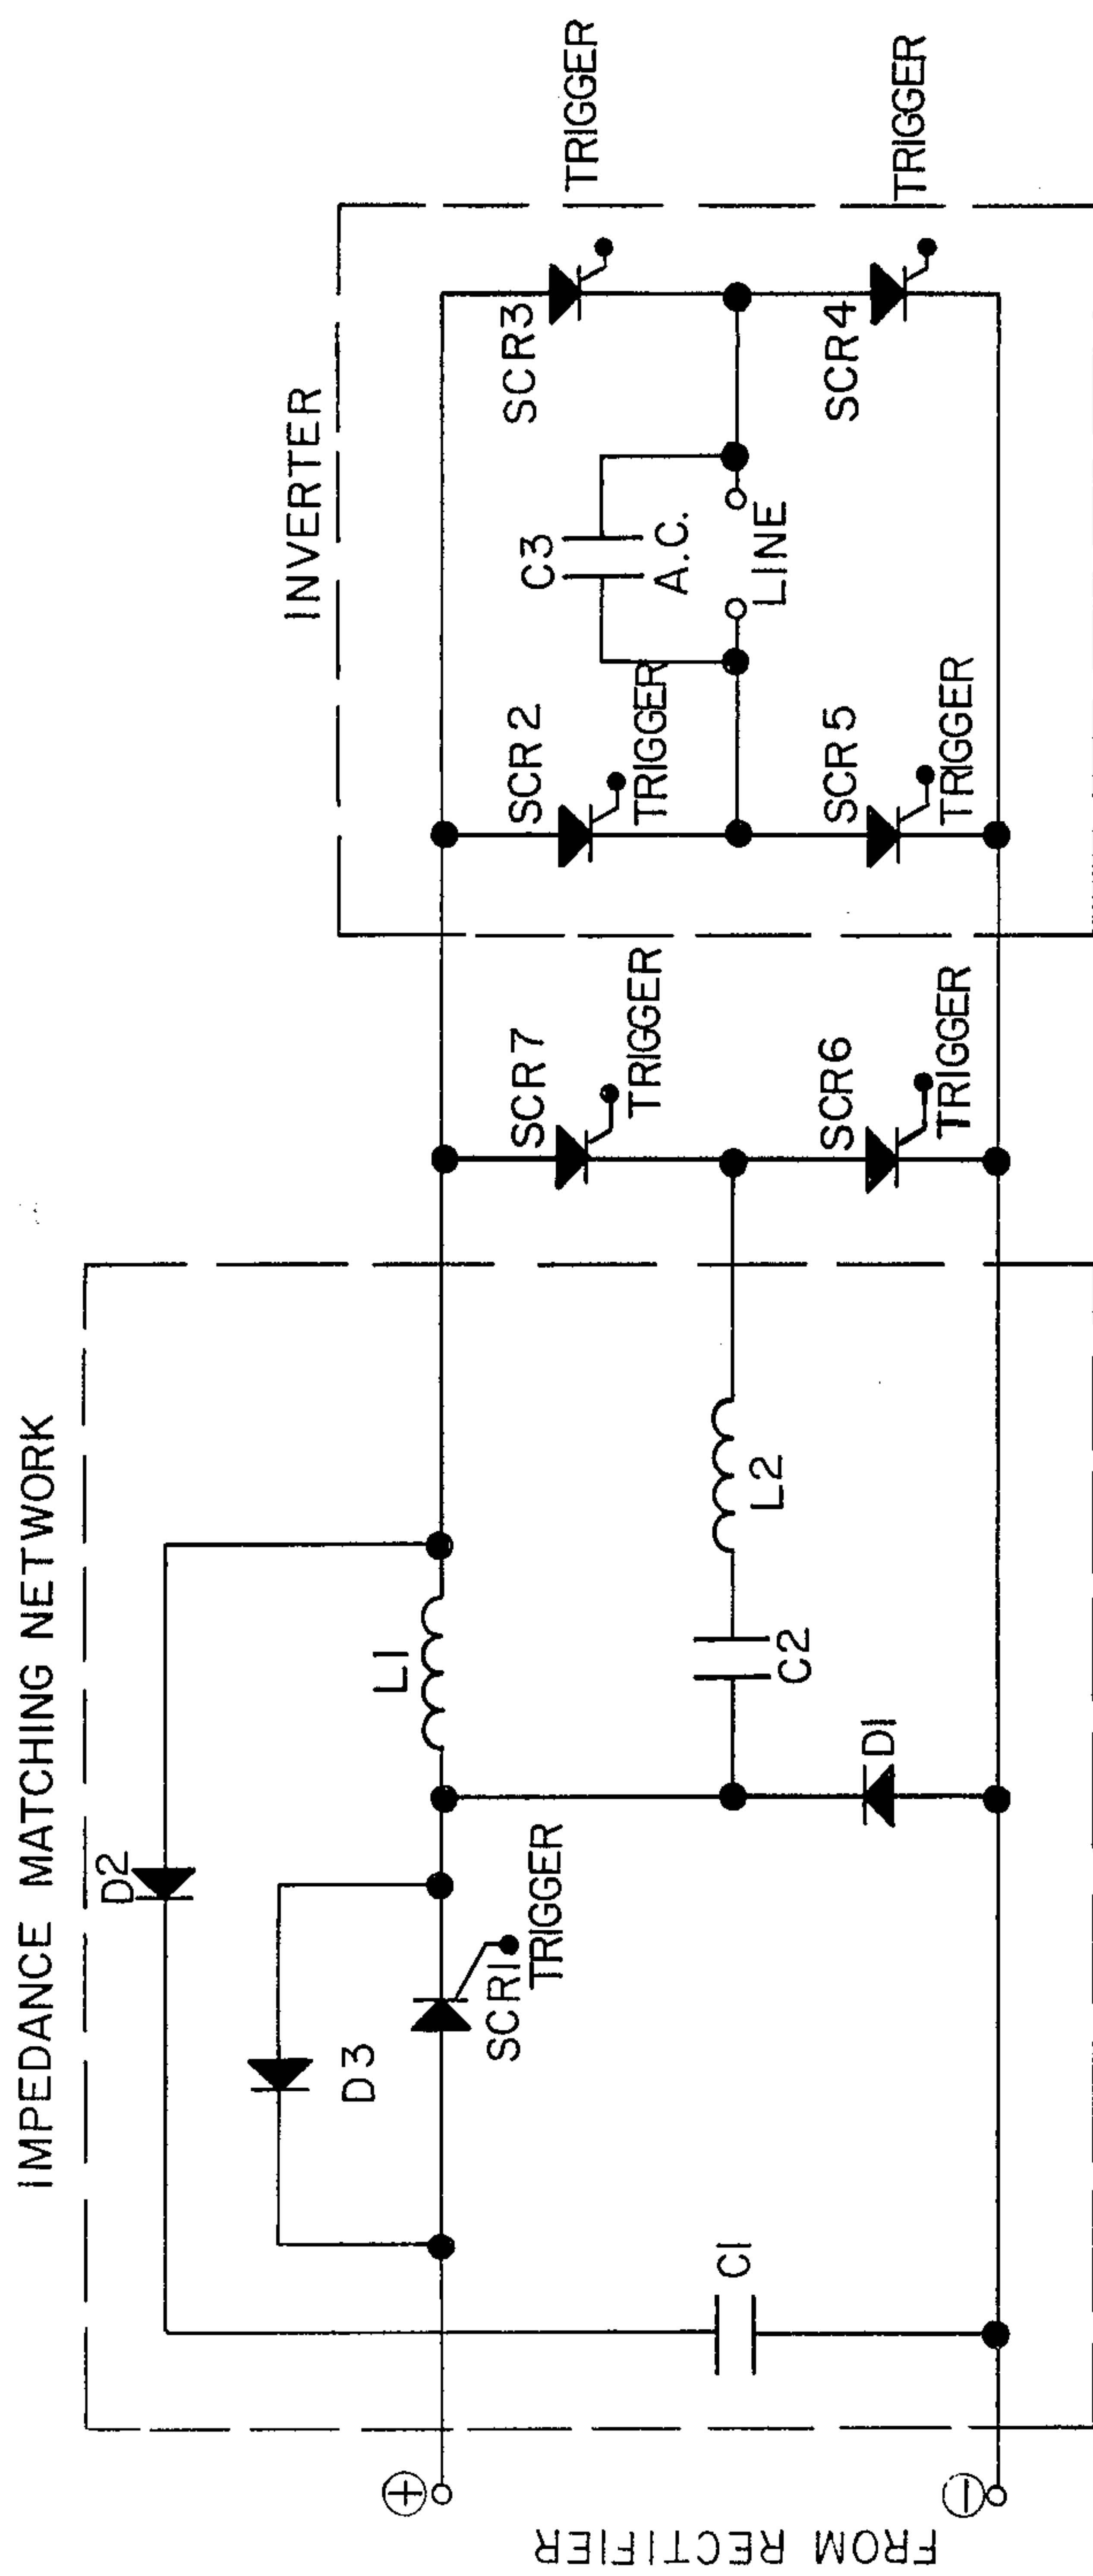 IMPEDANCE MATCHING NETWORK
INVERTER
D2
D3
L1
SCR1
TRIGGER
C1
D1
C2
L2
SCR7
TRIGGER
SCR6
TRIGGER
SCR2
TRIGGER
SCR5
TRIGGER
C3
A.C.
LINE
SCR3
TRIGGER
SCR4
TRIGGER
+
−
FROM RECTIFIER